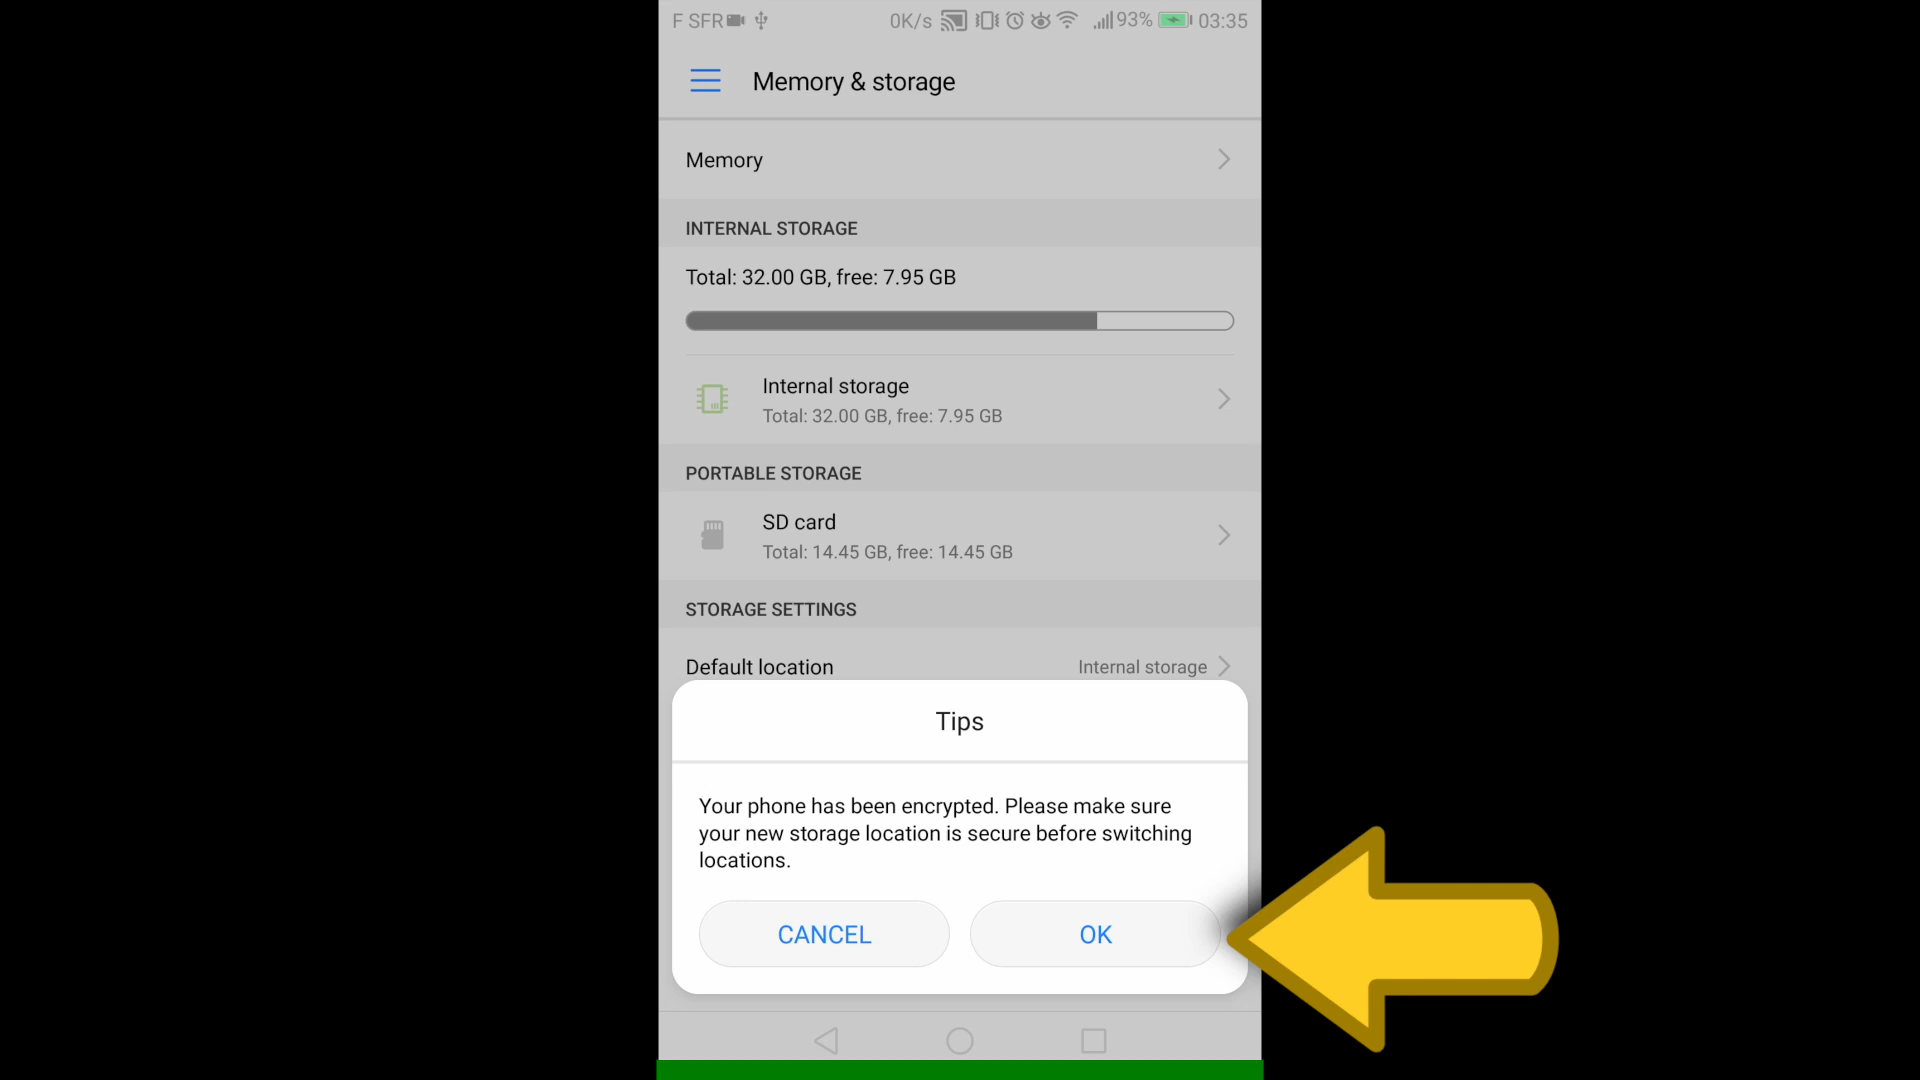 F SFR 0K/s 93% 03:35
Memory & storage
Memory
INTERNAL STORAGE
Total: 32.00 GB, free: 7.95 GB
Internal storage
Total: 32.00 GB, free: 7.95 GB
PORTABLE STORAGE
SD card
Total: 14.45 GB, free: 14.45 GB
STORAGE SETTINGS
Default location Internal storage
Tips
Your phone has been encrypted. Please make sure
your new storage location is secure before switching
locations.
CANCEL OK